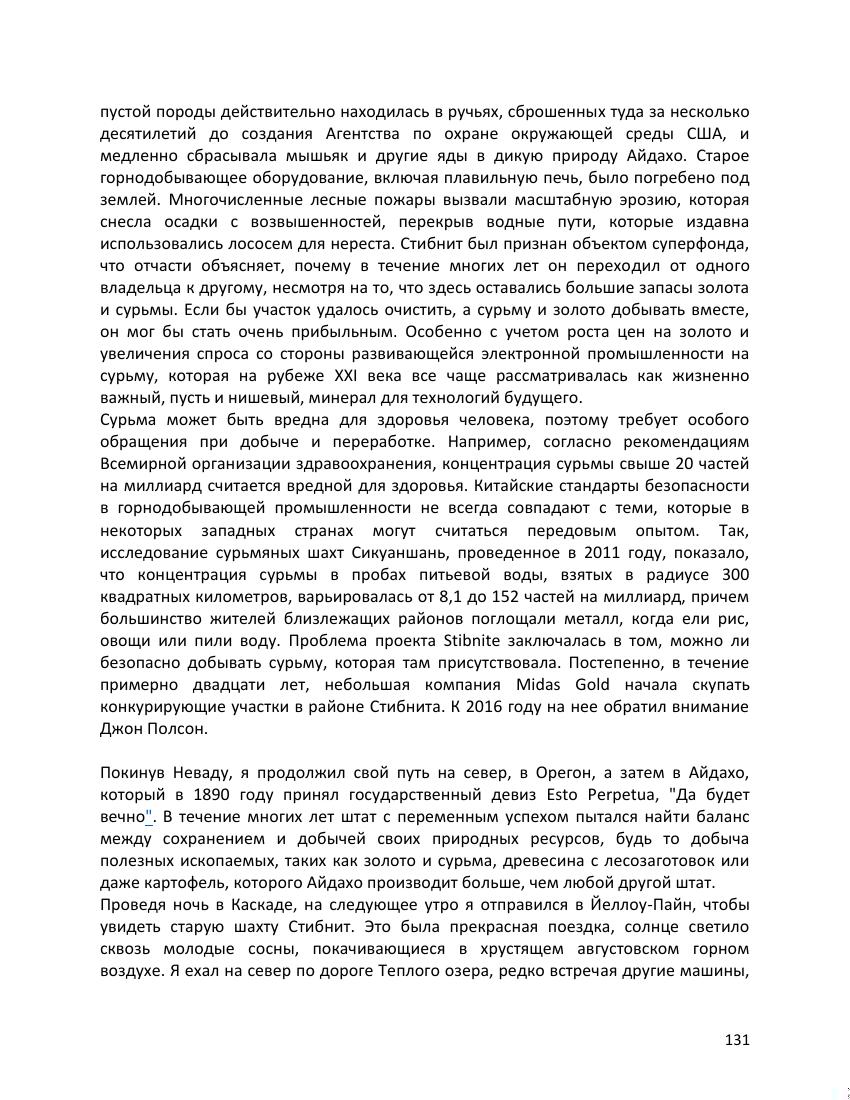 пустой породы действительно находилась в ручьях, сброшенных туда за несколько
десятилетий до создания Агентства по охране окружающей среды США, и
медленно сбрасывала мышьяк и другие яды в дикую природу Айдахо. Старое
горнодобывающее оборудование, включая плавильную печь, было погребено под
землей. Многочисленные лесные пожары вызвали масштабную эрозию, которая
снесла осадки с возвышенностей, перекрыв водные пути, которые издавна
использовались лососем для нереста. Стибнит был признан объектом суперфонда,
что отчасти объясняет, почему в течение многих лет он переходил от одного
владельца к другому, несмотря на то, что здесь оставались большие запасы золота
и сурьмы. Если бы участок удалось очистить, а сурьму и золото добывать вместе,
он мог бы стать очень прибыльным. Особенно с учетом роста цен на золото и
увеличения спроса со стороны развивающейся электронной промышленности на
сурьму, которая на рубеже XXI века все чаще рассматривалась как жизненно
важный, пусть и нишевый, минерал для технологий будущего.
Сурьма может быть вредна для здоровья человека, поэтому требует особого
обращения при добыче и переработке. Например, согласно рекомендациям
Всемирной организации здравоохранения, концентрация сурьмы свыше 20 частей
на миллиард считается вредной для здоровья. Китайские стандарты безопасности
в горнодобывающей промышленности не всегда совпадают с теми, которые в
некоторых западных странах могут считаться передовым опытом. Так,
исследование сурьмяных шахт Сикуаншань, проведенное в 2011 году, показало,
что концентрация сурьмы в пробах питьевой воды, взятых в радиусе 300
квадратных километров, варьировалась от 8,1 до 152 частей на миллиард, причем
большинство жителей близлежащих районов поглощали металл, когда ели рис,
овощи или пили воду. Проблема проекта Stibnite заключалась в том, можно ли
безопасно добывать сурьму, которая там присутствовала. Постепенно, в течение
примерно двадцати лет, небольшая компания Midas Gold начала скупать
конкурирующие участки в районе Стибнита. К 2016 году на нее обратил внимание
Джон Полсон.
Покинув Неваду, я продолжил свой путь на север, в Орегон, а затем в Айдахо,
который в 1890 году принял государственный девиз Esto Perpetua, "Да будет
вечно". В течение многих лет штат с переменным успехом пытался найти баланс
между сохранением и добычей своих природных ресурсов, будь то добыча
полезных ископаемых, таких как золото и сурьма, древесина с лесозаготовок или
даже картофель, которого Айдахо производит больше, чем любой другой штат.
Проведя ночь в Каскаде, на следующее утро я отправился в Йеллоу-Пайн, чтобы
увидеть старую шахту Стибнит. Это была прекрасная поездка, солнце светило
сквозь молодые сосны, покачивающиеся в хрустящем августовском горном
воздухе. Я ехал на север по дороге Теплого озера, редко встречая другие машины,
131